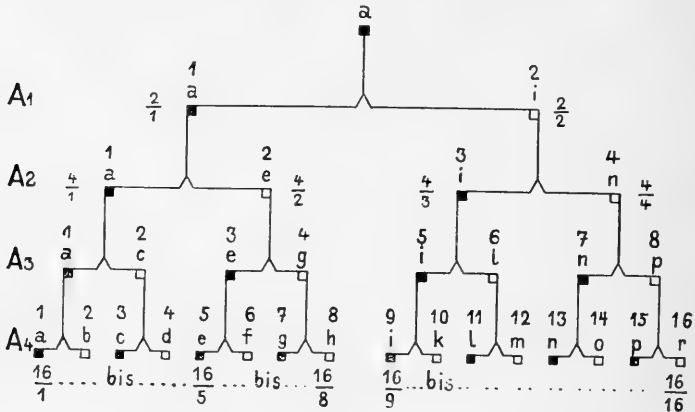 a
1 2
A1 2/1 a i 2/2
1 2 3 4
A2 4/1 a e 4/2 4/3 i n 4/4
1 2 3 4 5 6 7 8
A3 a c e g i l n p
1 2 3 4 5 6 7 8 9 10 11 12 13 14 15 16
A4 a b c d e f g h i k l m n o p r
16/1 ..... bis ..... 16/5 .. bis ... 16/8 16/9 ..bis.. ......... 16/16